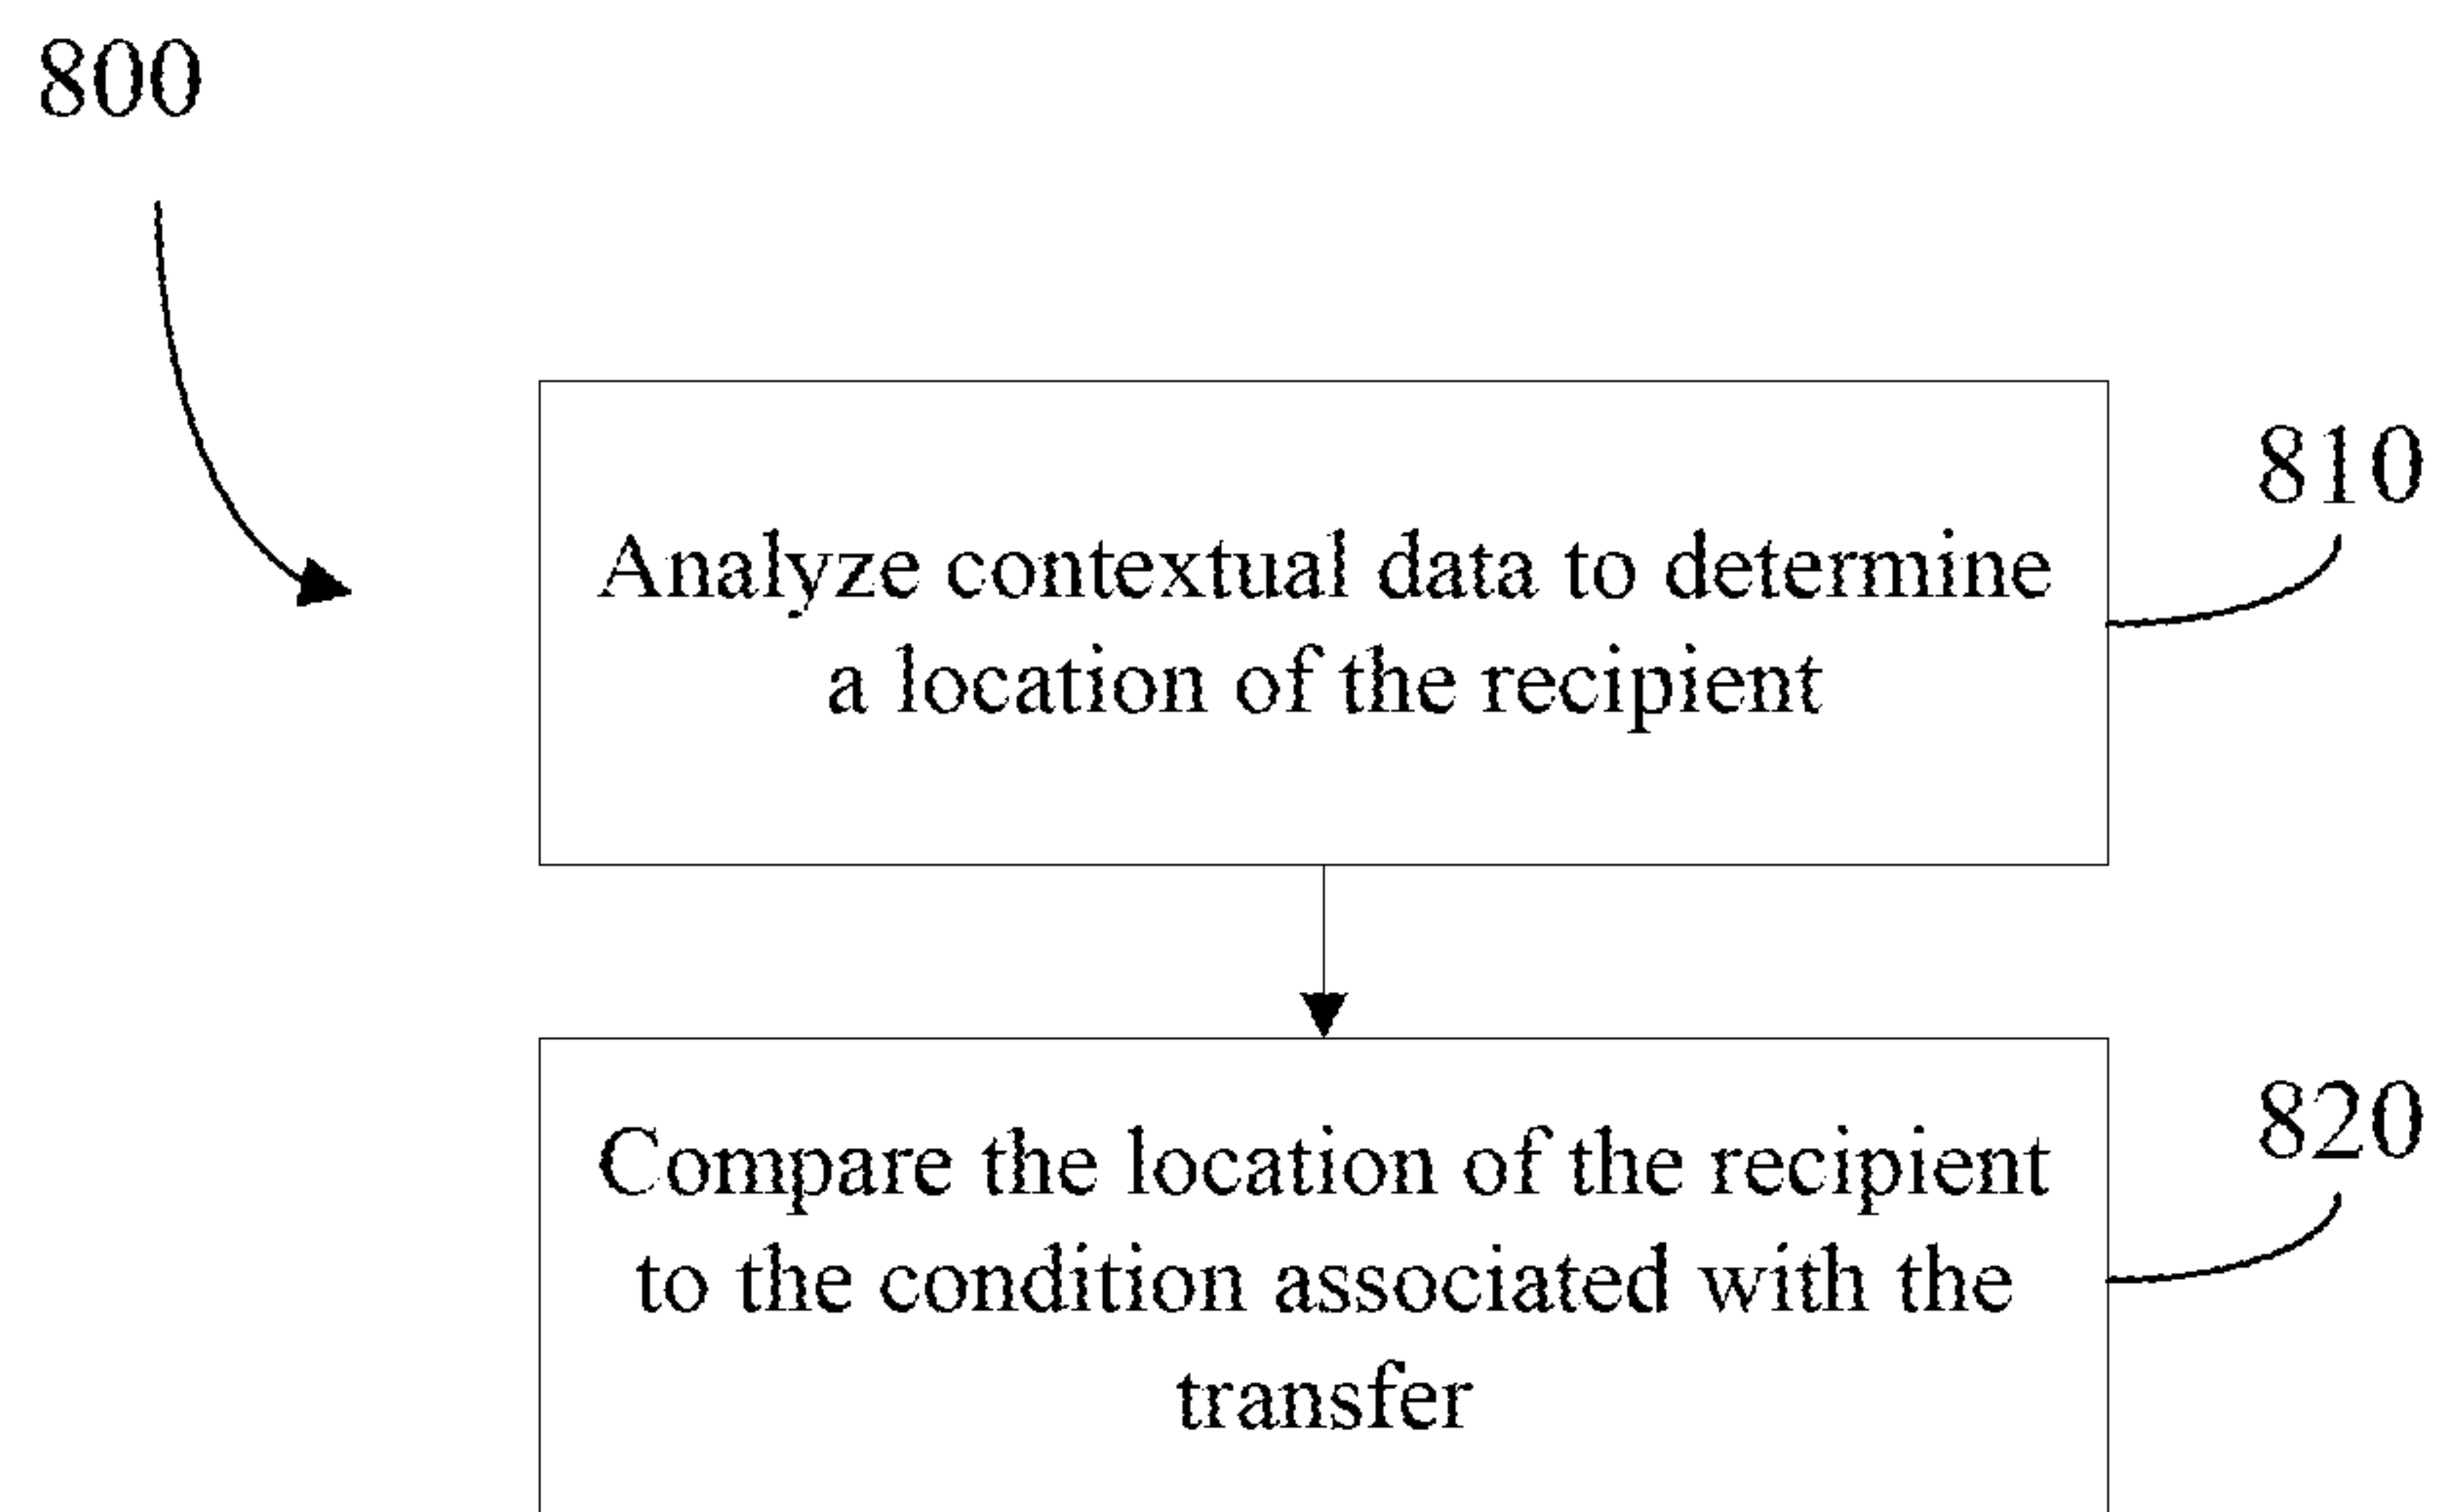 800
810
Analyze contextual data to determine
a location of the recipient
820
Compare the location of the recipient
to the condition associated with the
transfer